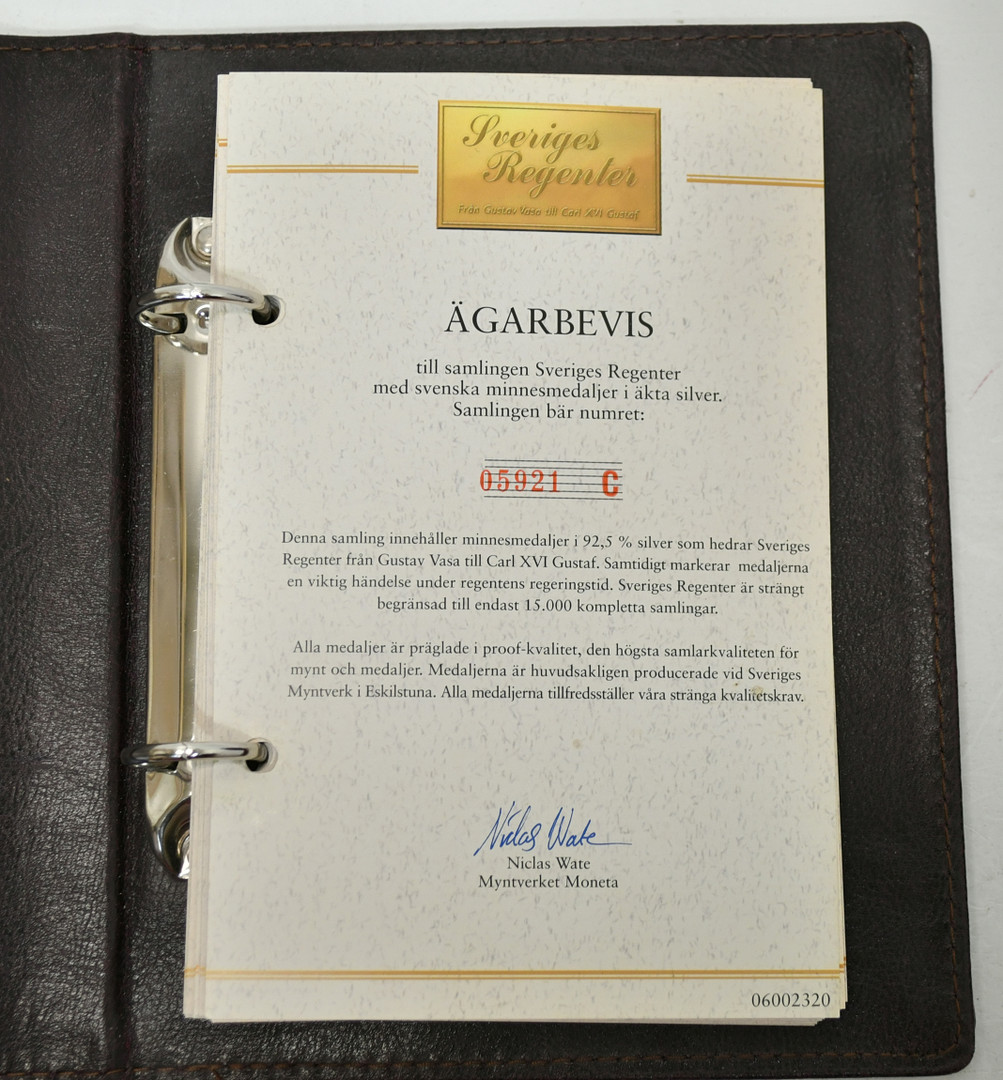 Sveriges
Regenter
Från Gustav Vasa till Carl XVI Gustaf
ÄGARBEVIS
till samlingen Sveriges Regenter
med svenska minnesmedaljer i äkta silver.
Samlingen bär numret:
05921 C
Denna samling innehåller minnesmedaljer i 92,5 % silver som hedrar Sveriges
Regenter från Gustav Vasa till Carl XVI Gustaf. Samtidigt markerar medaljerna
en viktig händelse under regentens regeringstid. Sveriges Regenter är strängt
begränsad till endast 15.000 kompletta samlingar.
Alla medaljer är präglade i proof-kvalitet, den högsta samlarkvaliteten för
mynt och medaljer. Medaljerna är huvudsakligen producerade vid Sveriges
Myntverk i Eskilstuna. Alla medaljerna tillfredsställer våra stränga kvalitetskrav.
Niclas Wate
Niclas Wate
Myntverket Moneta
06002320